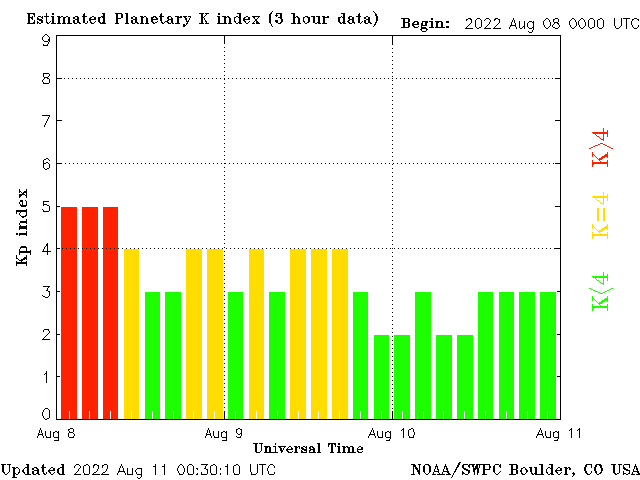 Estimated Planetary K index (3 hour data) Begin: 2022 Aug 08 0000 UTC
9
8
7
6
5
4
3
2
1
0
Kp index
K>4
K=4
K<4
Aug 8 Aug 9 Aug 10 Aug 11
Universal Time
Updated 2022 Aug 11 00:30:10 UTC NOAA/SWPC Boulder, CO USA